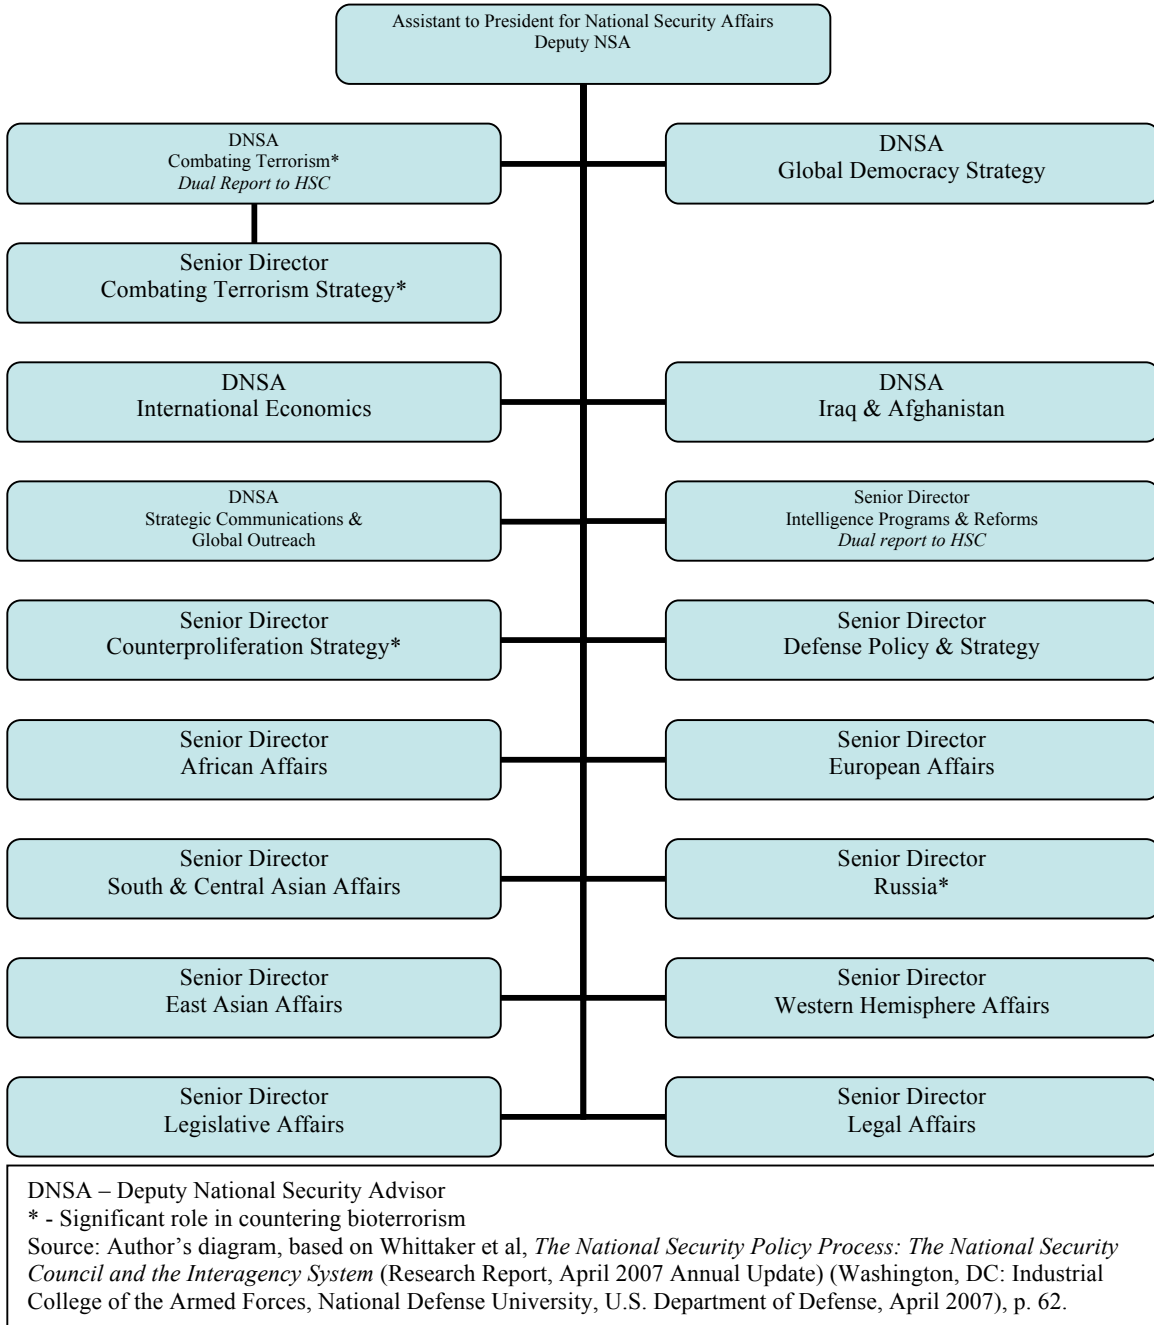 Assistant to President for National Security Affairs
Deputy NSA
DNSA
Combating Terrorism*
Dual Report to HSC
DNSA
Global Democracy Strategy
Senior Director
Combating Terrorism Strategy*
DNSA
International Economics
DNSA
Iraq & Afghanistan
DNSA
Strategic Communications &
Global Outreach
Senior Director
Intelligence Programs & Reforms
Dual report to HSC
Senior Director
Counterproliferation Strategy*
Senior Director
Defense Policy & Strategy
Senior Director
African Affairs
Senior Director
European Affairs
Senior Director
South & Central Asian Affairs
Senior Director
Russia*
Senior Director
East Asian Affairs
Senior Director
Western Hemisphere Affairs
Senior Director
Legislative Affairs
Senior Director
Legal Affairs
DNSA – Deputy National Security Advisor
* - Significant role in countering bioterrorism
Source: Author’s diagram, based on Whittaker et al, The National Security Policy Process: The National Security
Council and the Interagency System (Research Report, April 2007 Annual Update) (Washington, DC: Industrial
College of the Armed Forces, National Defense University, U.S. Department of Defense, April 2007), p. 62.